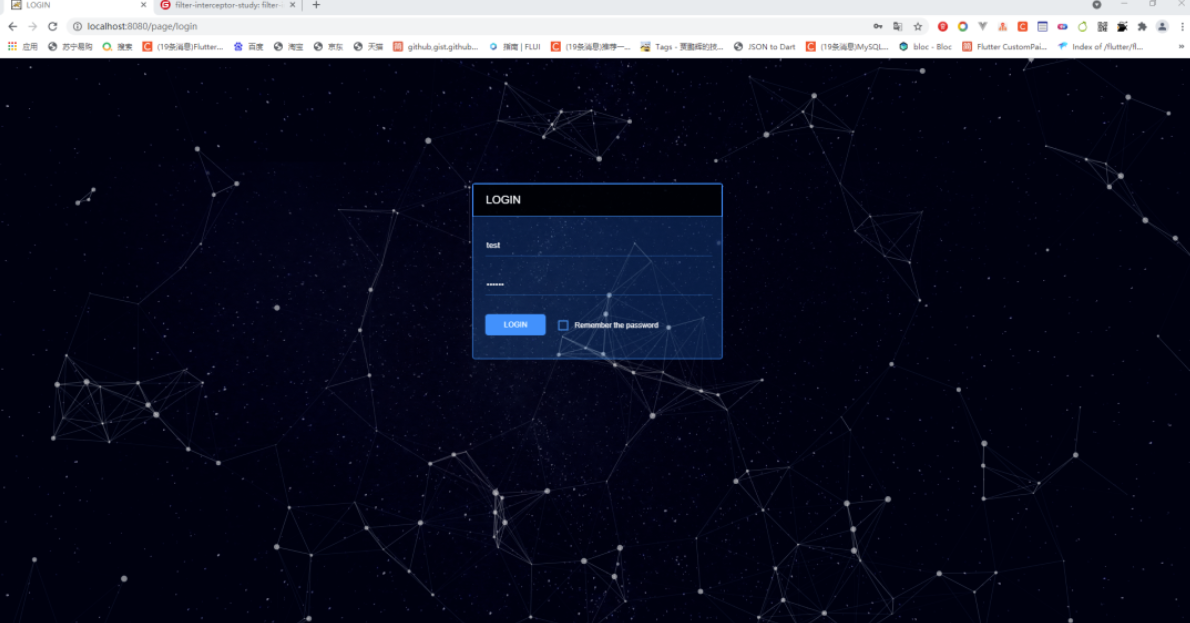 LOGIN
filter-interceptor-study: filter-
localhost:8080/page/login
应用 苏宁易购 搜索 (19条消息)Flutter... 百度 淘宝 京东 天猫 github,gist.github... 指南 | FLUI (19条消息)推荐一... Tags - 贾鹏辉的技... JSON to Dart (19条消息)MySQL... bloc - Bloc Flutter CustomPai... Index of /flutter/fl... »
LOGIN
test
••••••
LOGIN Remember the password